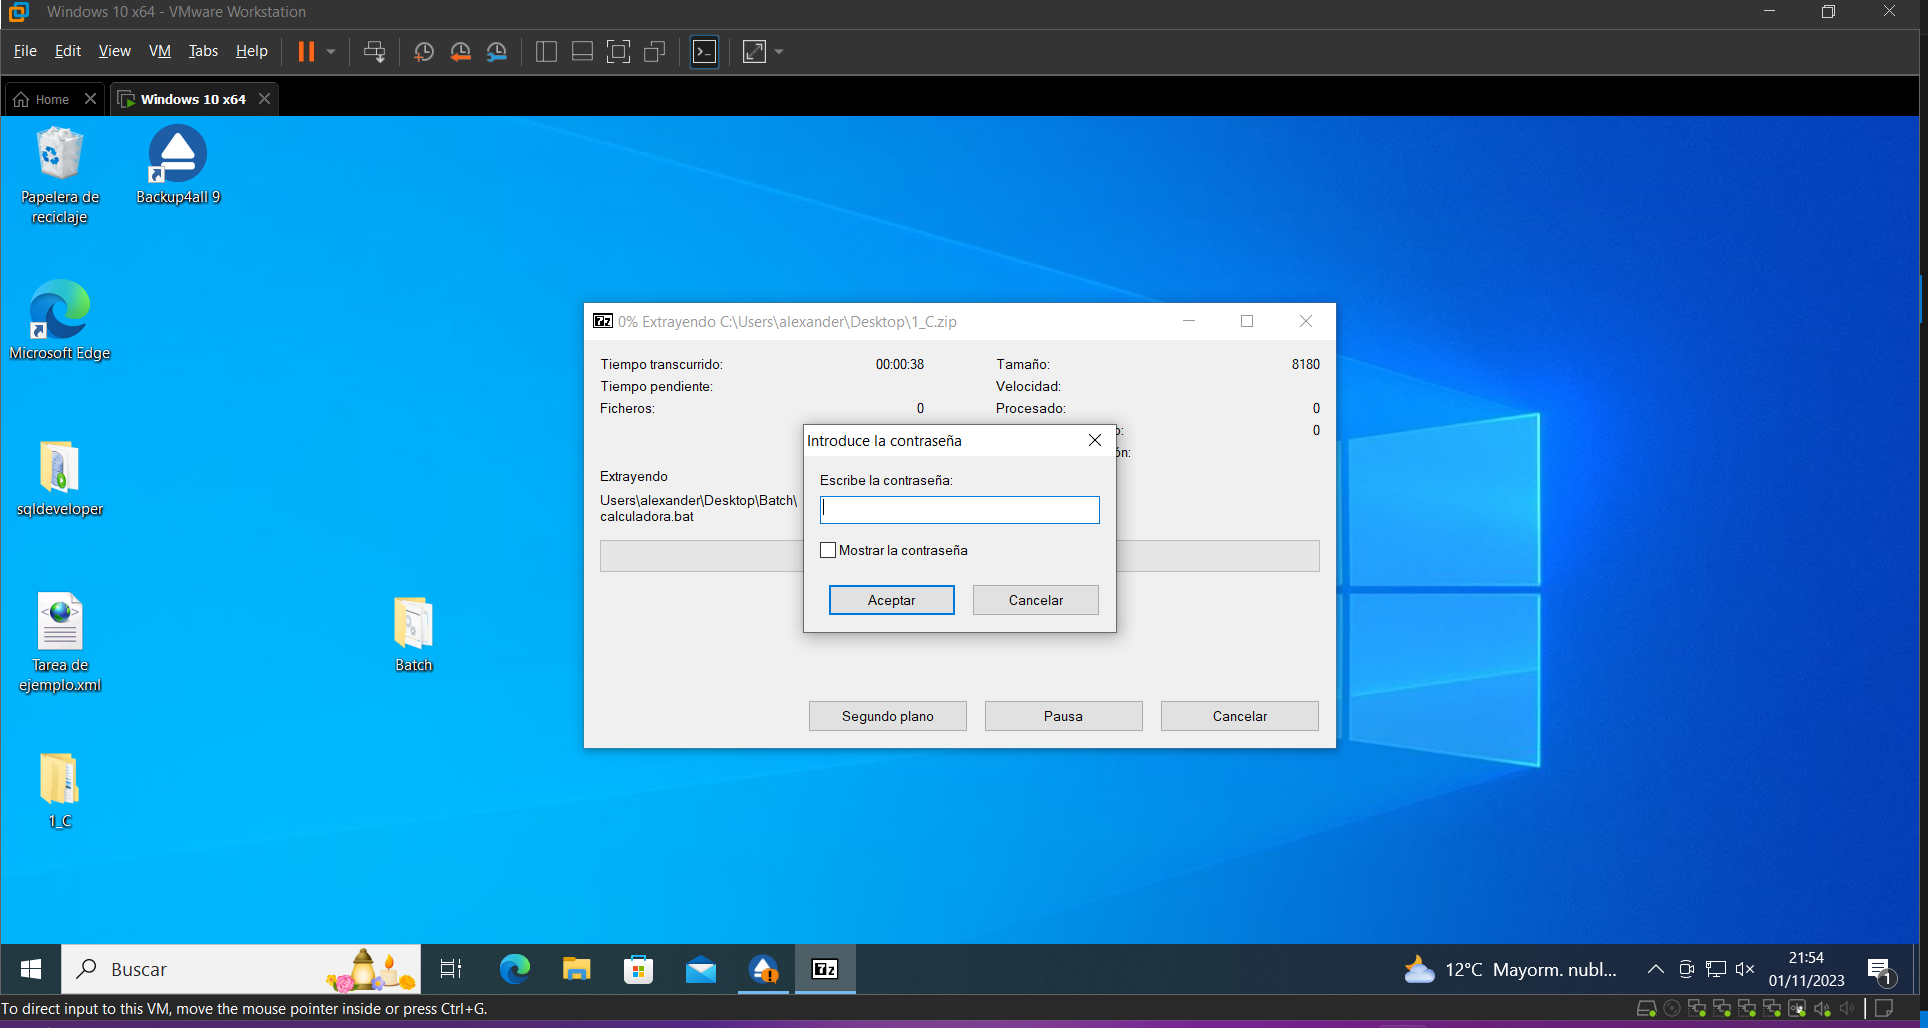 Windows 10 x64 - VMware Workstation
File Edit View VM Tabs Help
Home
Windows 10 x64
Papelera de
reciclaje
Backup4all 9
Microsoft Edge
sqldeveloper
Tarea de
ejemplo.xml
Batch
1_C
7z 0% Extrayendo C:\Users\alexander\Desktop\1_C.zip
Tiempo transcurrido: 00:00:38 Tamaño: 8180
Tiempo pendiente: Velocidad:
Ficheros: 0 Procesado: 0
o: 0
ón:
Extrayendo
Users\alexander\Desktop\Batch\
calculadora.bat
Introduce la contraseña
Escribe la contraseña:
Mostrar la contraseña
Aceptar Cancelar
Segundo plano Pausa Cancelar
Buscar
7z
12°C Mayorm. nubl...
21:54
01/11/2023
1
To direct input to this VM, move the mouse pointer inside or press Ctrl+G.